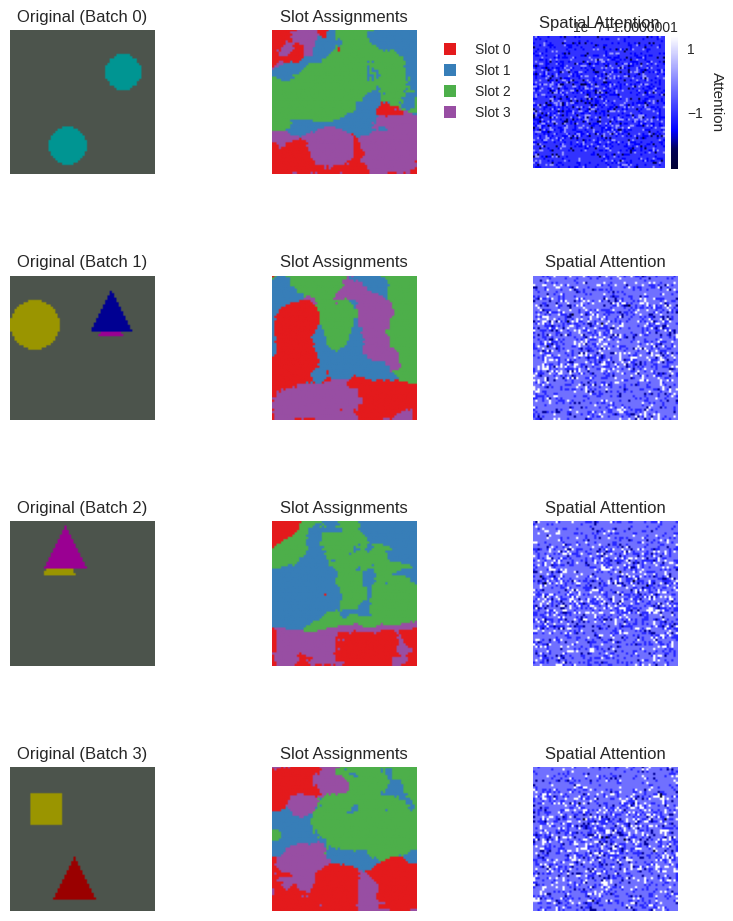 Original (Batch 0)
Slot Assignments
Spatial Attention
1e−7+1.0000001
Slot 0
Slot 1
Slot 2
Slot 3
1
−1
Attention
Original (Batch 1)
Slot Assignments
Spatial Attention
Original (Batch 2)
Slot Assignments
Spatial Attention
Original (Batch 3)
Slot Assignments
Spatial Attention